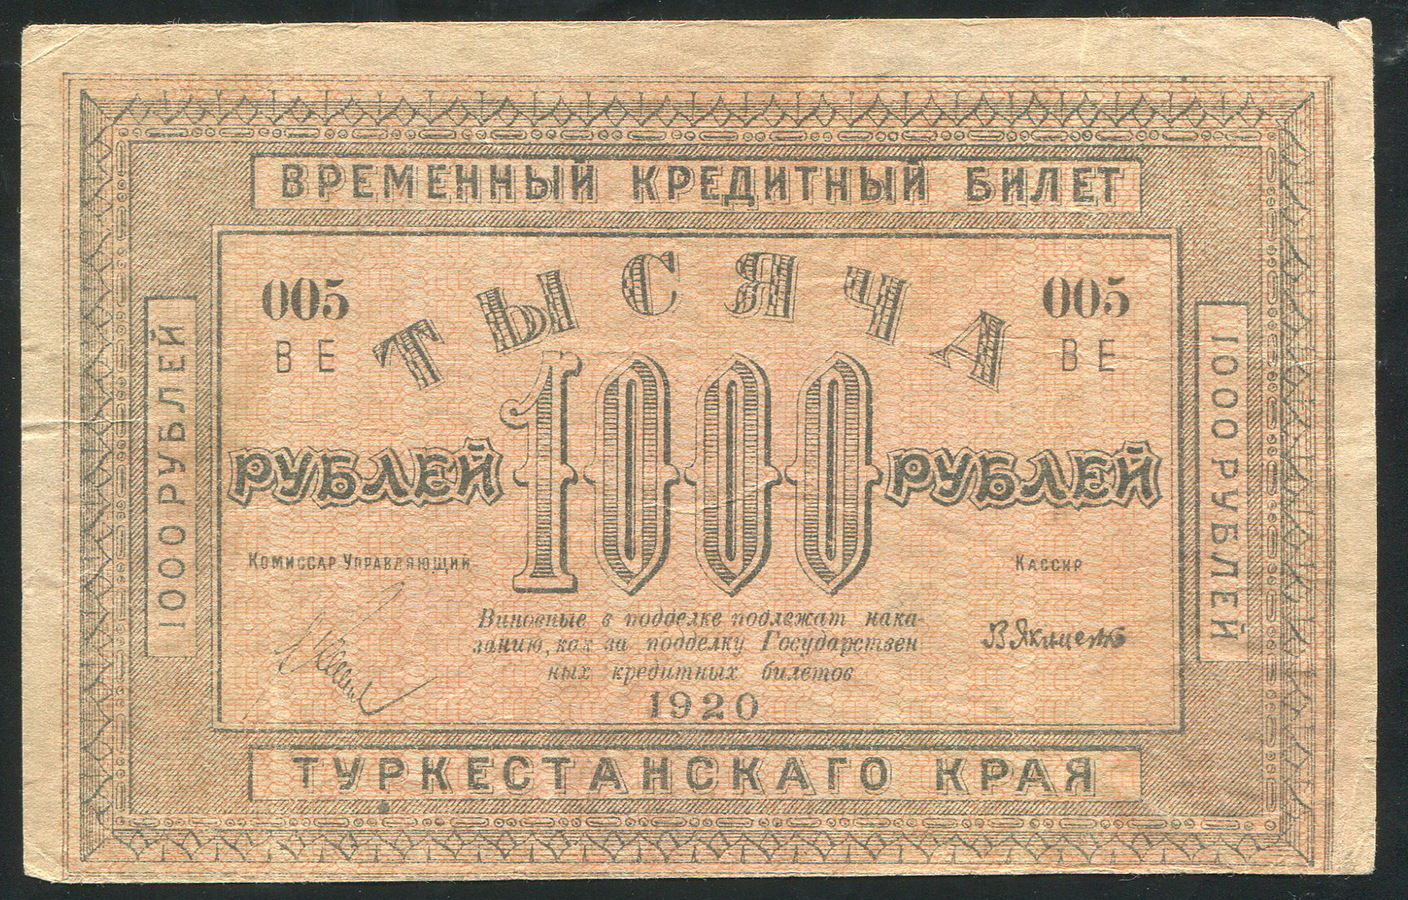 ВРЕМЕННЫЙ КРЕДИТНЫЙ БИЛЕТ
005 ТЫСЯЧА 005
ВЕ ВЕ
1000 РУБЛЕЙ
РУБЛЕЙ 1000 РУБЛЕЙ
1000 РУБЛЕЙ
КОМИССАР УПРАВЛЯЮЩИЙ КАССИР
Виновные в подделке подлежат нака-
занию, как за подделку Государствен
ных кредитных билетов
1920
ТУРКЕСТАНСКАГО КРАЯ